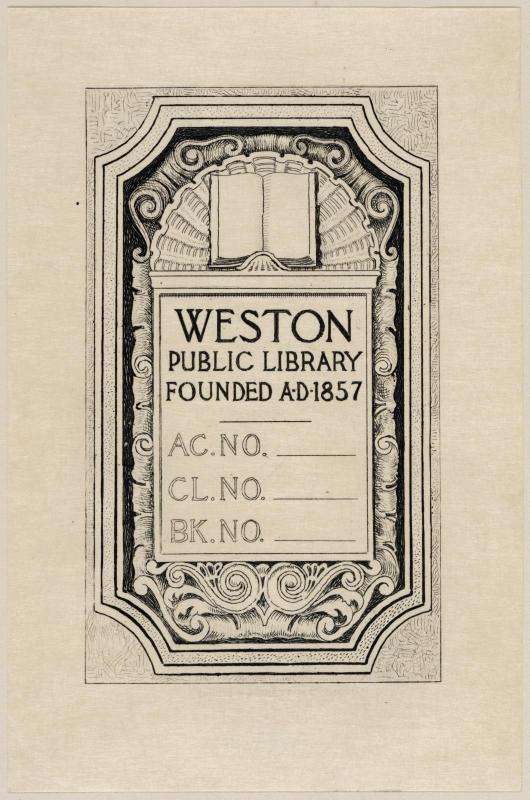 WESTON
PUBLIC LIBRARY
FOUNDED A·D·1857
AC. NO.
CL. NO.
BK. NO.